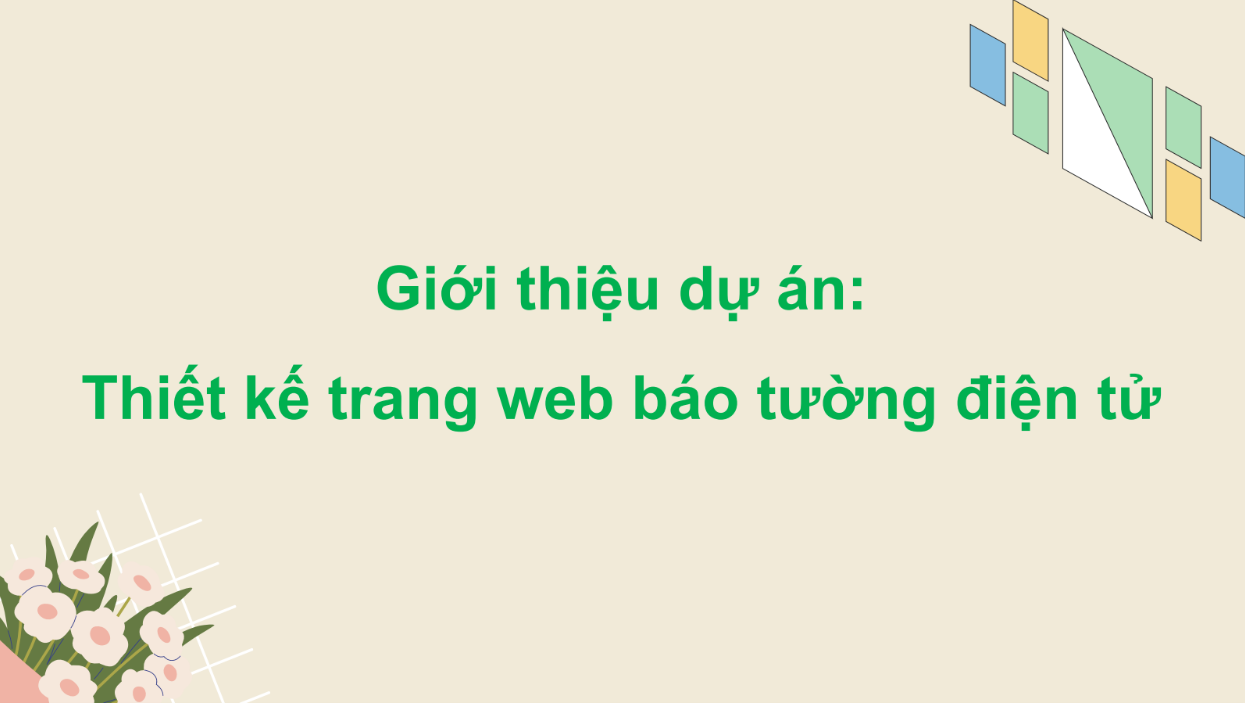 Giới thiệu dự án:
Thiết kế trang web báo tường điện tử